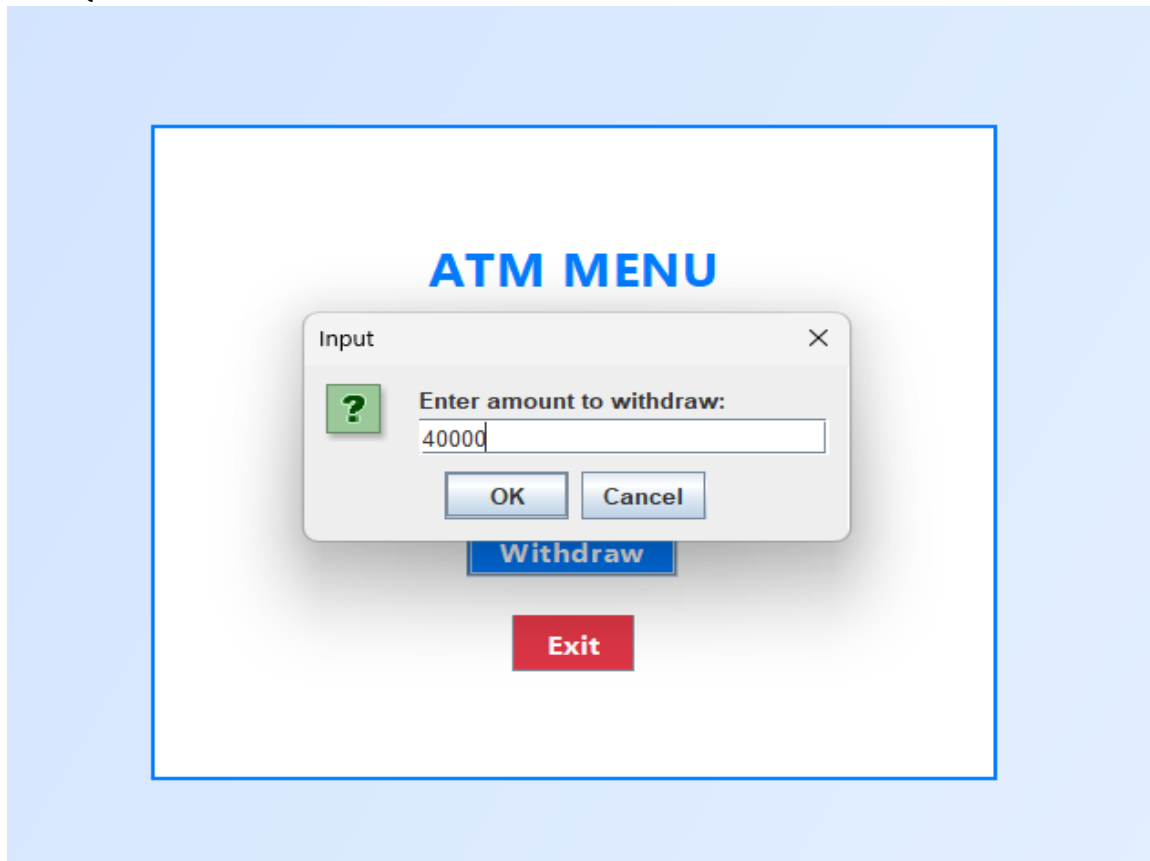 ATM MENU
Input
?
Enter amount to withdraw:
40000
OK Cancel
Withdraw
Exit